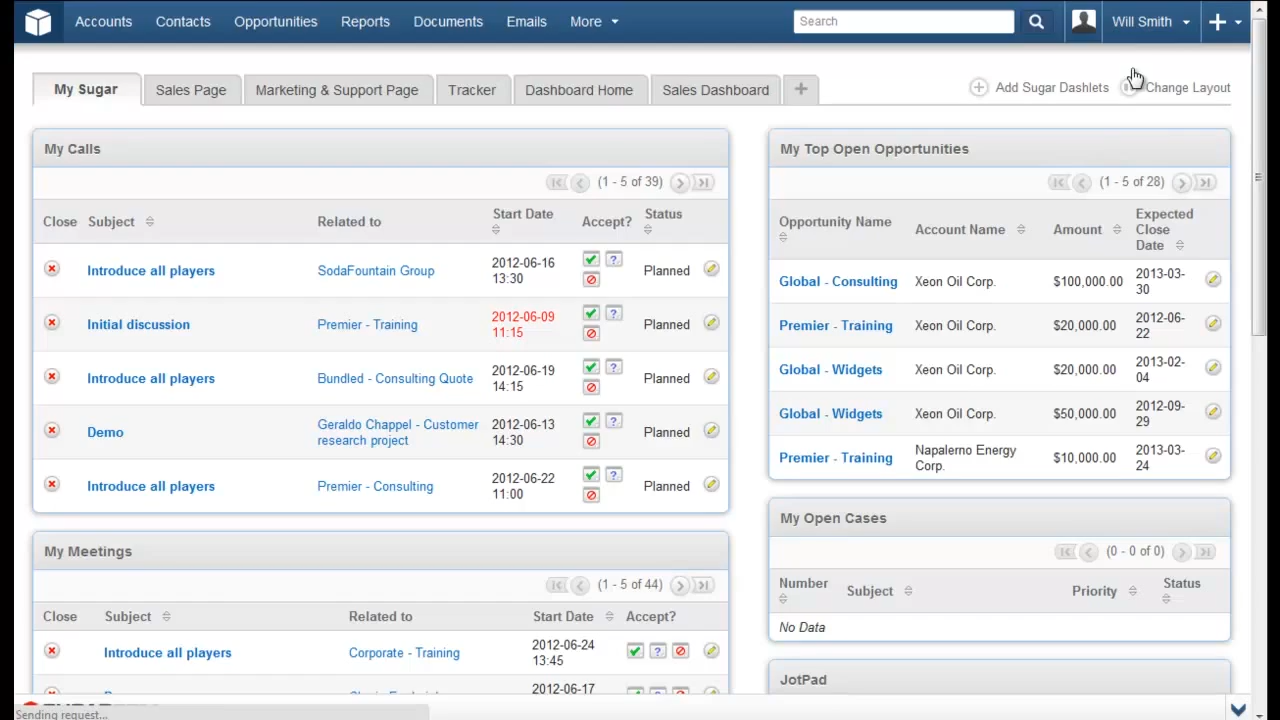 Accounts Contacts Opportunities Reports Documents Emails More Search Will Smith
My Sugar Sales Page Marketing & Support Page Tracker Dashboard Home Sales Dashboard Add Sugar Dashlets Change Layout
My Calls
(1 - 5 of 39)
Close Subject Related to Start Date Accept? Status
Introduce all players SodaFountain Group 2012-06-16 13:30 Planned
Initial discussion Premier - Training 2012-06-09 11:15 Planned
Introduce all players Bundled - Consulting Quote 2012-06-19 14:15 Planned
Demo Geraldo Chappel - Customer research project 2012-06-13 14:30 Planned
Introduce all players Premier - Consulting 2012-06-22 11:00 Planned
My Meetings
(1 - 5 of 44)
Close Subject Related to Start Date Accept?
Introduce all players Corporate - Training 2012-06-24 13:45
2012-06-17
My Top Open Opportunities
(1 - 5 of 28)
Opportunity Name Account Name Amount Expected Close Date
Global - Consulting Xeon Oil Corp. $100,000.00 2013-03-30
Premier - Training Xeon Oil Corp. $20,000.00 2012-06-22
Global - Widgets Xeon Oil Corp. $20,000.00 2013-02-04
Global - Widgets Xeon Oil Corp. $50,000.00 2012-09-29
Premier - Training Napalerno Energy Corp. $10,000.00 2013-03-24
My Open Cases
(0 - 0 of 0)
Number Subject Priority Status
No Data
JotPad
Sending request...